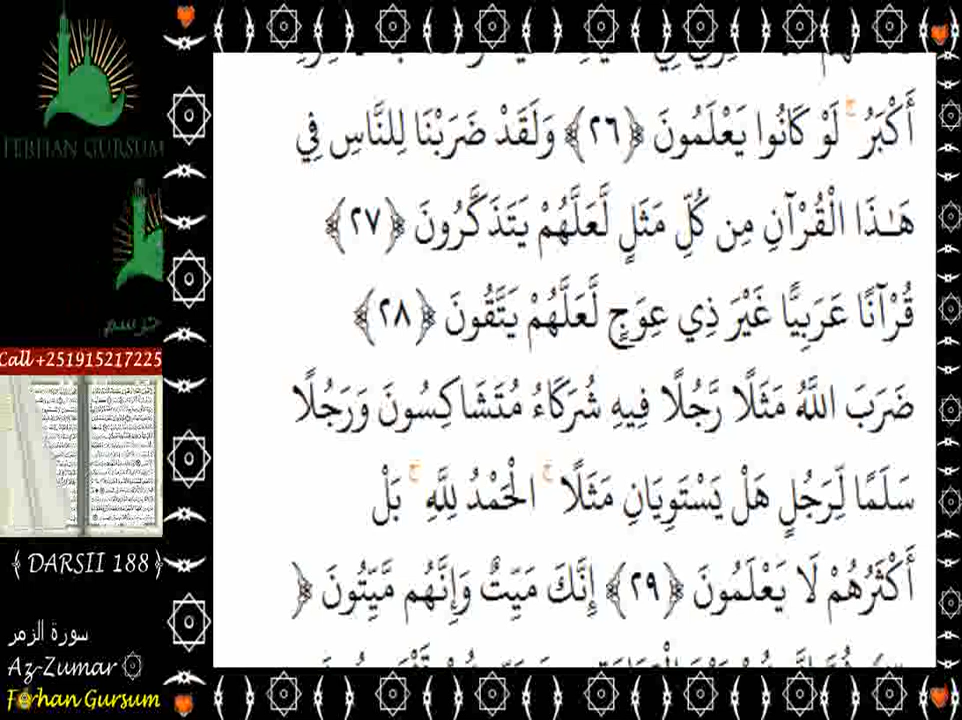 FERHAN GURSUM
جرسم
Call +251915217225
﴾ DARSII 188 ﴿
سورة الزمر
Az-Zumar
Ferhan Gursum
أَكْبَرُ ۚ لَوْ كَانُوا يَعْلَمُونَ ﴿٢٦﴾ وَلَقَدْ ضَرَبْنَا لِلنَّاسِ فِي
هَـٰذَا الْقُرْآنِ مِن كُلِّ مَثَلٍ لَّعَلَّهُمْ يَتَذَكَّرُونَ ﴿٢٧﴾
قُرْآنًا عَرَبِيًّا غَيْرَ ذِي عِوَجٍ لَّعَلَّهُمْ يَتَّقُونَ ﴿٢٨﴾
ضَرَبَ اللَّهُ مَثَلًا رَّجُلًا فِيهِ شُرَكَاءُ مُتَشَاكِسُونَ وَرَجُلًا
سَلَمًا لِّرَجُلٍ هَلْ يَسْتَوِيَانِ مَثَلًا ۚ الْحَمْدُ لِلَّهِ ۚ بَلْ
أَكْثَرُهُمْ لَا يَعْلَمُونَ ﴿٢٩﴾ إِنَّكَ مَيِّتٌ وَإِنَّهُم مَّيِّتُونَ ﴿